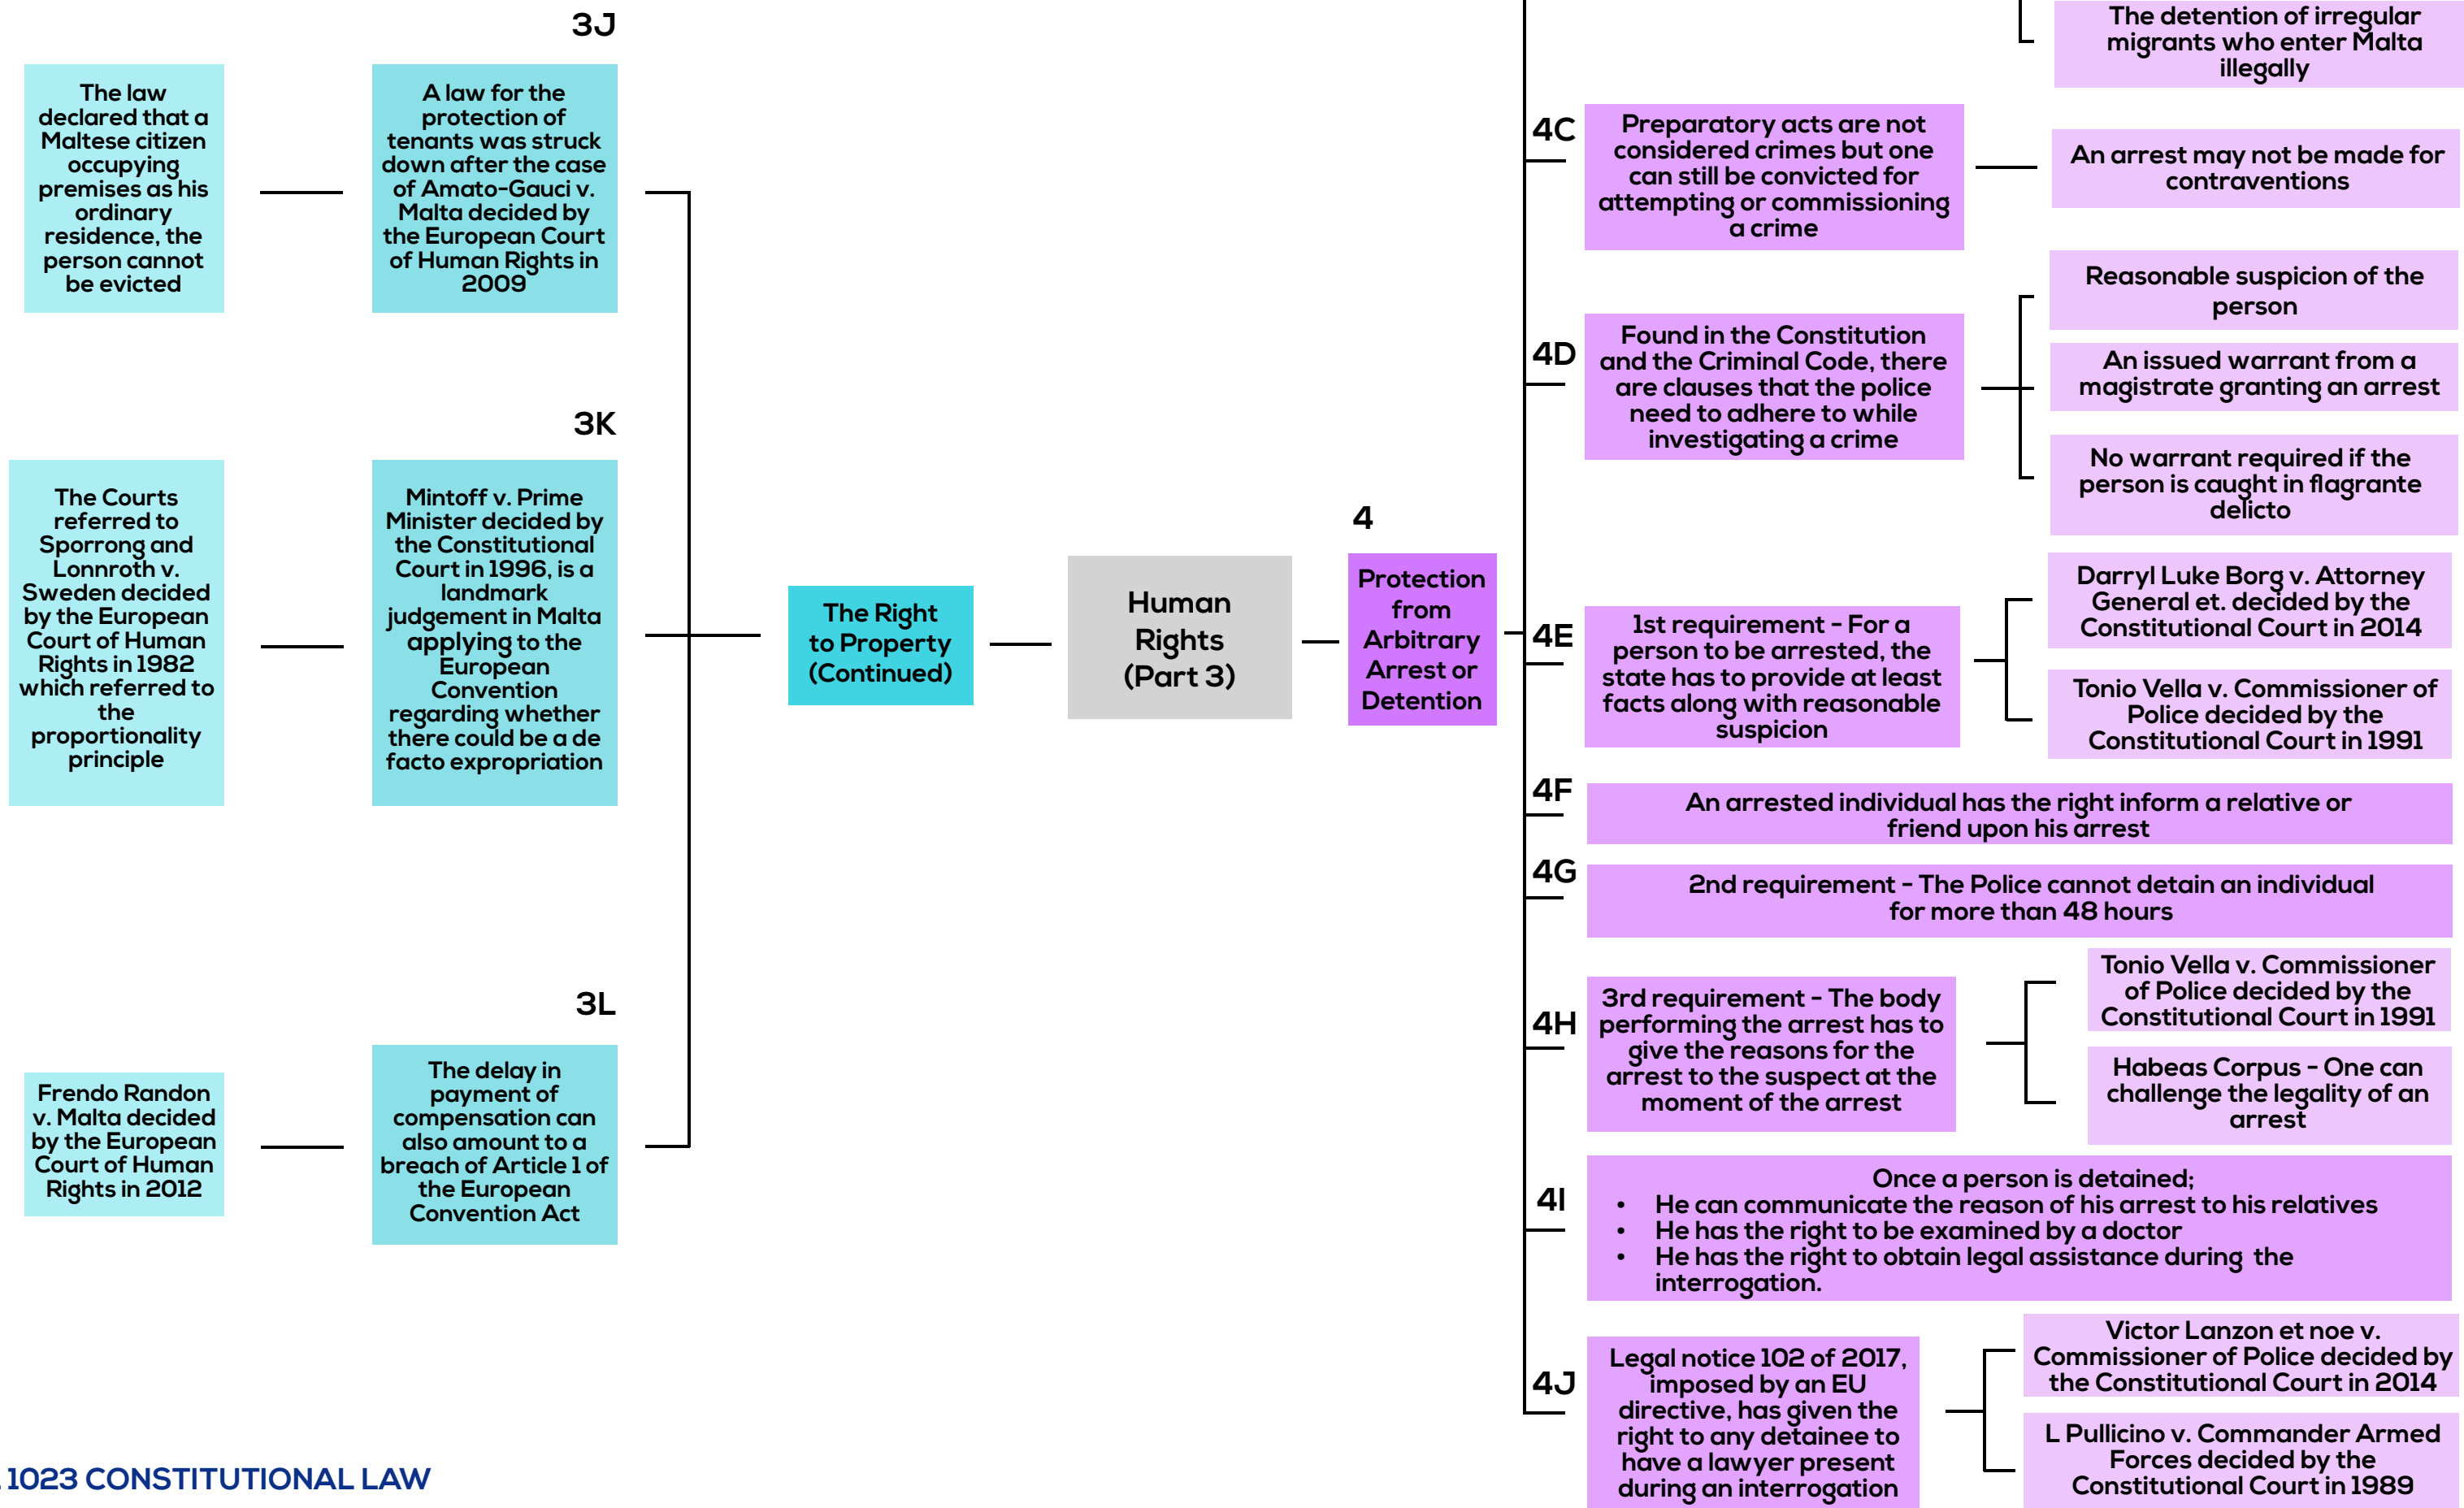 3J
The law
declared that a
Maltese citizen
occupying
premises as his
ordinary
residence, the
person cannot
be evicted
A law for the
protection of
tenants was struck
down after the case
of Amato-Gauci v.
Malta decided by
the European Court
of Human Rights in
2009
3K
The Courts
referred to
Sporrong and
Lonnroth v.
Sweden decided
by the European
Court of Human
Rights in 1982
which referred to
the
proportionality
principle
Mintoff v. Prime
Minister decided by
the Constitutional
Court in 1996, is a
landmark
judgement in Malta
applying to the
European
Convention
regarding whether
there could be a de
facto expropriation
3L
Frendo Randon
v. Malta decided
by the European
Court of Human
Rights in 2012
The delay in
payment of
compensation can
also amount to a
breach of Article 1 of
the European
Convention Act
The Right
to Property
(Continued)
Human
Rights
(Part 3)
4
Protection
from
Arbitrary
Arrest or
Detention
The detention of irregular
migrants who enter Malta
illegally
4C
Preparatory acts are not
considered crimes but one
can still be convicted for
attempting or commissioning
a crime
An arrest may not be made for
contraventions
4D
Found in the Constitution
and the Criminal Code, there
are clauses that the police
need to adhere to while
investigating a crime
Reasonable suspicion of the
person
An issued warrant from a
magistrate granting an arrest
No warrant required if the
person is caught in flagrante
delicto
4E
1st requirement - For a
person to be arrested, the
state has to provide at least
facts along with reasonable
suspicion
Darryl Luke Borg v. Attorney
General et. decided by the
Constitutional Court in 2014
Tonio Vella v. Commissioner of
Police decided by the
Constitutional Court in 1991
4F
An arrested individual has the right inform a relative or
friend upon his arrest
4G
2nd requirement - The Police cannot detain an individual
for more than 48 hours
4H
3rd requirement - The body
performing the arrest has to
give the reasons for the
arrest to the suspect at the
moment of the arrest
Tonio Vella v. Commissioner
of Police decided by the
Constitutional Court in 1991
Habeas Corpus - One can
challenge the legality of an
arrest
4I
Once a person is detained;
• He can communicate the reason of his arrest to his relatives
• He has the right to be examined by a doctor
• He has the right to obtain legal assistance during the
interrogation.
4J
Legal notice 102 of 2017,
imposed by an EU
directive, has given the
right to any detainee to
have a lawyer present
during an interrogation
Victor Lanzon et noe v.
Commissioner of Police decided by
the Constitutional Court in 2014
L Pullicino v. Commander Armed
Forces decided by the
Constitutional Court in 1989
1023 CONSTITUTIONAL LAW